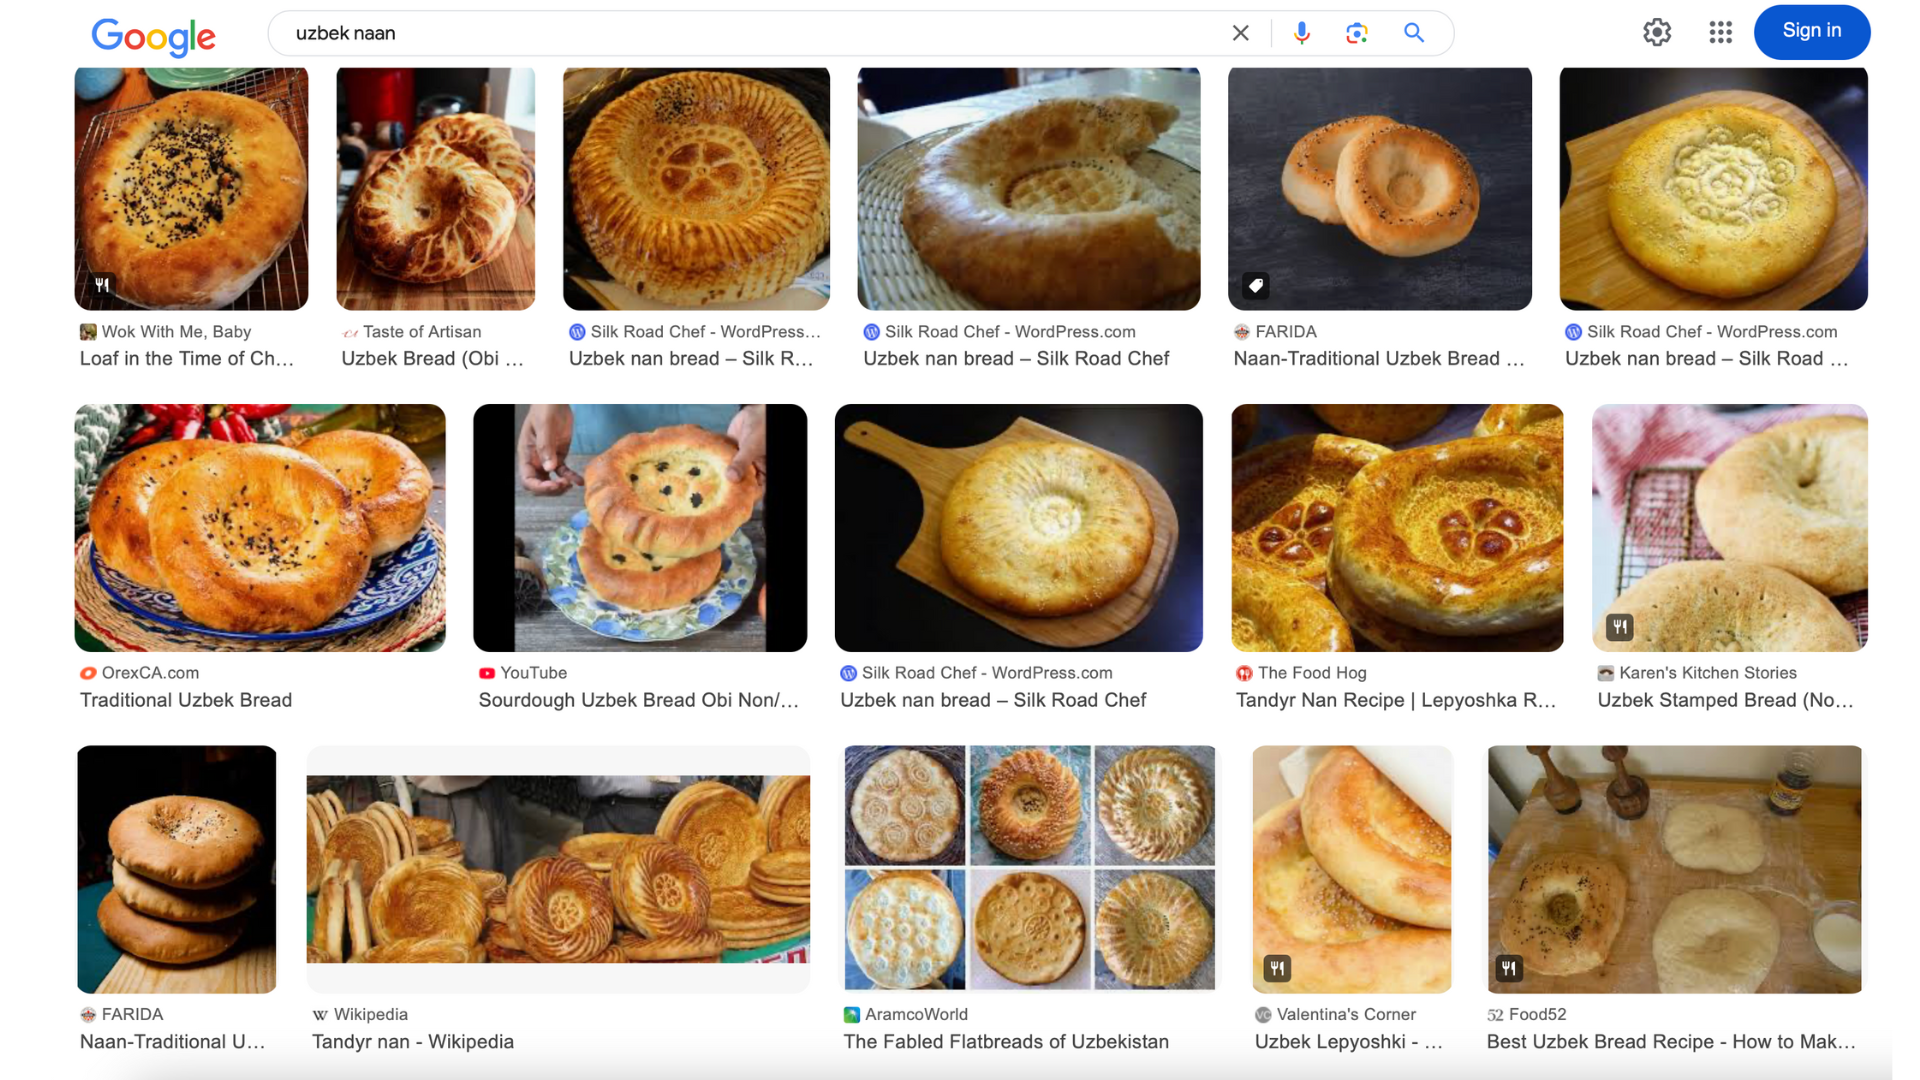 Google
uzbek naan
Sign in
Wok With Me, Baby
Loaf in the Time of Ch...
Taste of Artisan
Uzbek Bread (Obi ...
Silk Road Chef - WordPress...
Uzbek nan bread – Silk R...
Silk Road Chef - WordPress.com
Uzbek nan bread – Silk Road Chef
FARIDA
Naan-Traditional Uzbek Bread ...
Silk Road Chef - WordPress.com
Uzbek nan bread – Silk Road ...
OrexCA.com
Traditional Uzbek Bread
YouTube
Sourdough Uzbek Bread Obi Non/...
Silk Road Chef - WordPress.com
Uzbek nan bread – Silk Road Chef
The Food Hog
Tandyr Nan Recipe | Lepyoshka R...
Karen's Kitchen Stories
Uzbek Stamped Bread (No...
FARIDA
Naan-Traditional U...
W Wikipedia
Tandyr nan - Wikipedia
AramcoWorld
The Fabled Flatbreads of Uzbekistan
VC Valentina's Corner
Uzbek Lepyoshki - ...
52 Food52
Best Uzbek Bread Recipe - How to Mak...